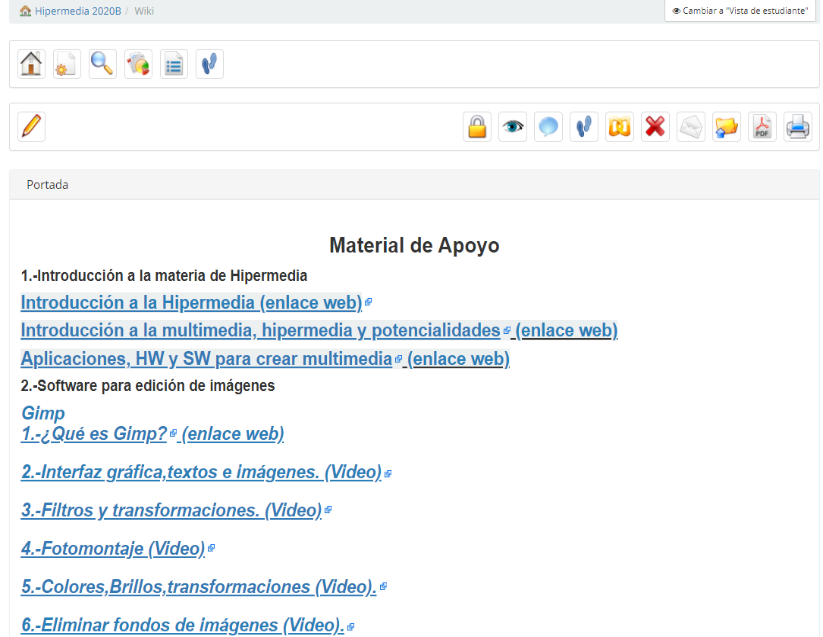 Hipermedia 2020B / Wiki
Cambiar a "Vista de estudiante"
PDF
Portada
Material de Apoyo
1.-Introducción a la materia de Hipermedia
Introducción a la Hipermedia (enlace web)
Introducción a la multimedia, hipermedia y potencialidades (enlace web)
Aplicaciones, HW y SW para crear multimedia (enlace web)
2.-Software para edición de imágenes
Gimp
1.-¿Qué es Gimp? (enlace web)
2.-Interfaz gráfica,textos e imágenes. (Video)
3.-Filtros y transformaciones. (Video)
4.-Fotomontaje (Video)
5.-Colores,Brillos,transformaciones (Video).
6.-Eliminar fondos de imágenes (Video).